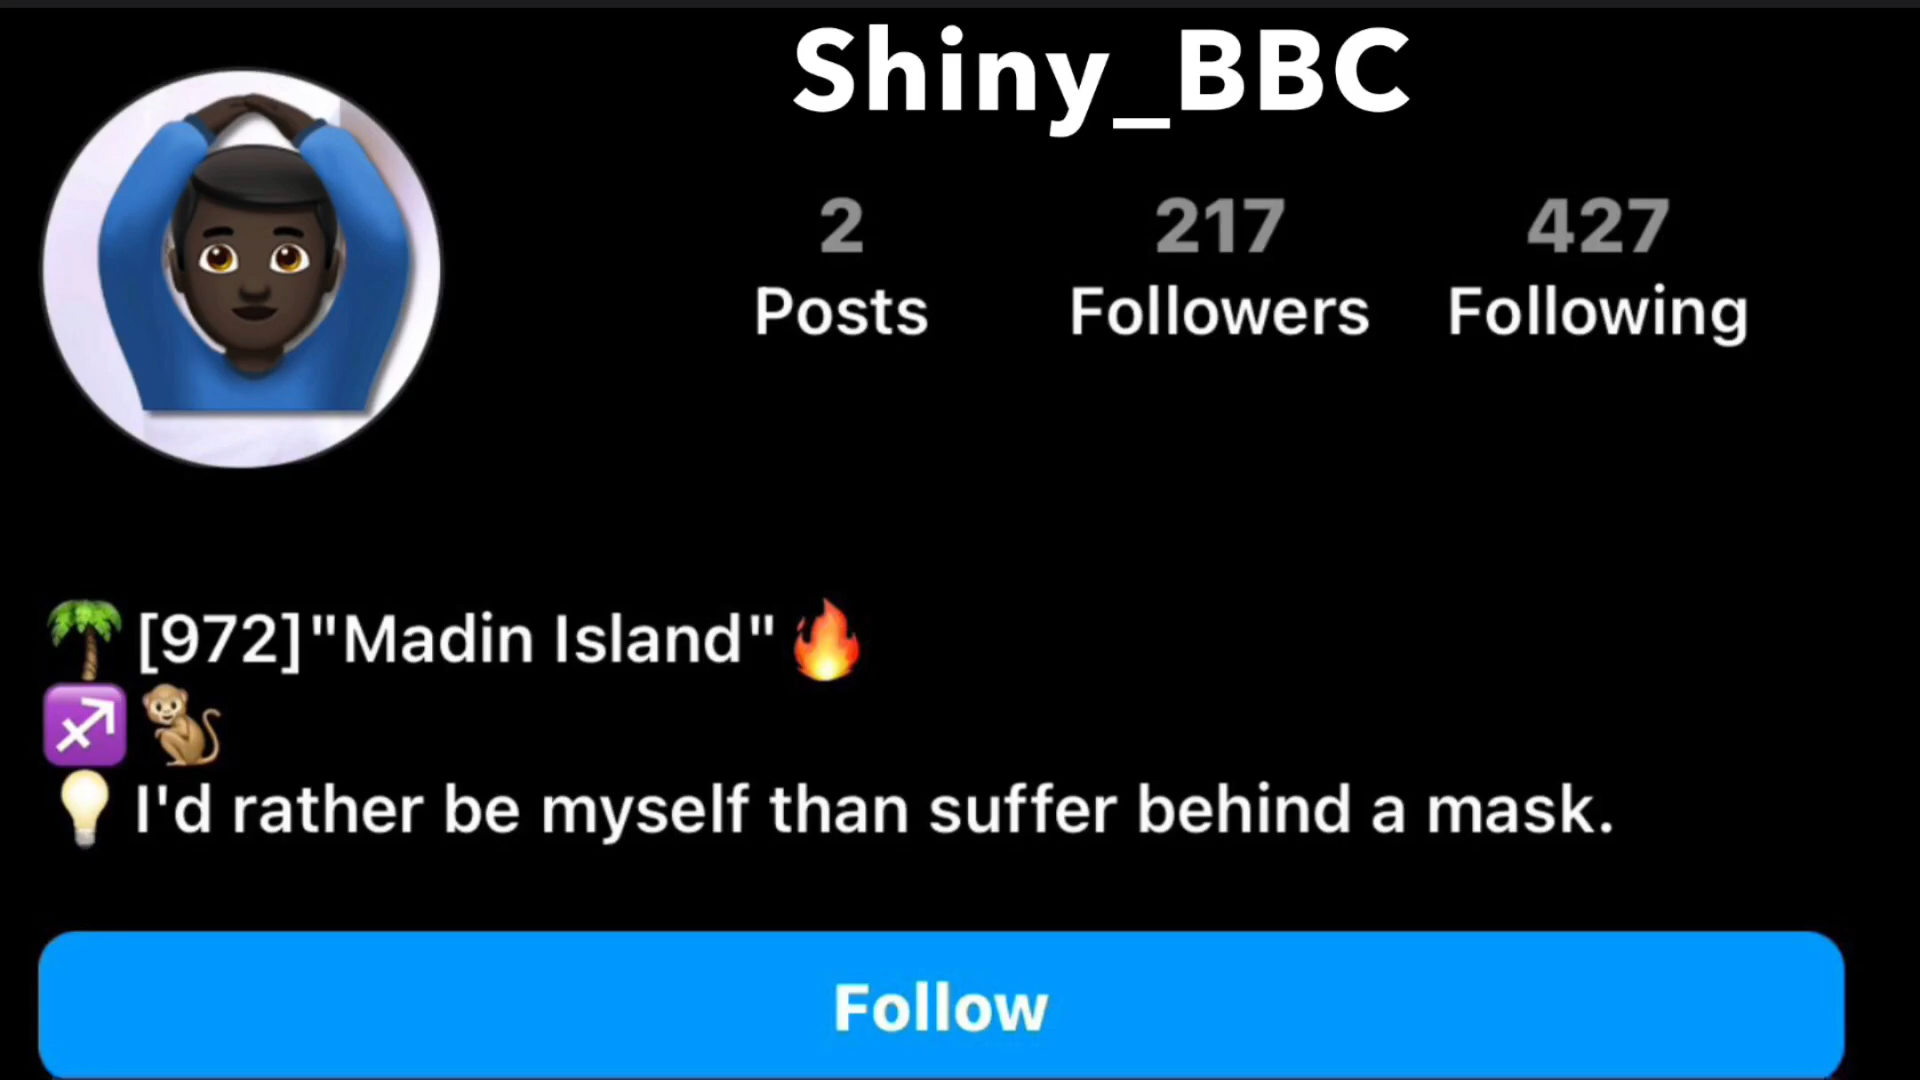 Shiny_BBC
2 217 427
Posts Followers Following
🌴[972]"Madin Island"🔥
♐🐒
💡I'd rather be myself than suffer behind a mask.
Follow